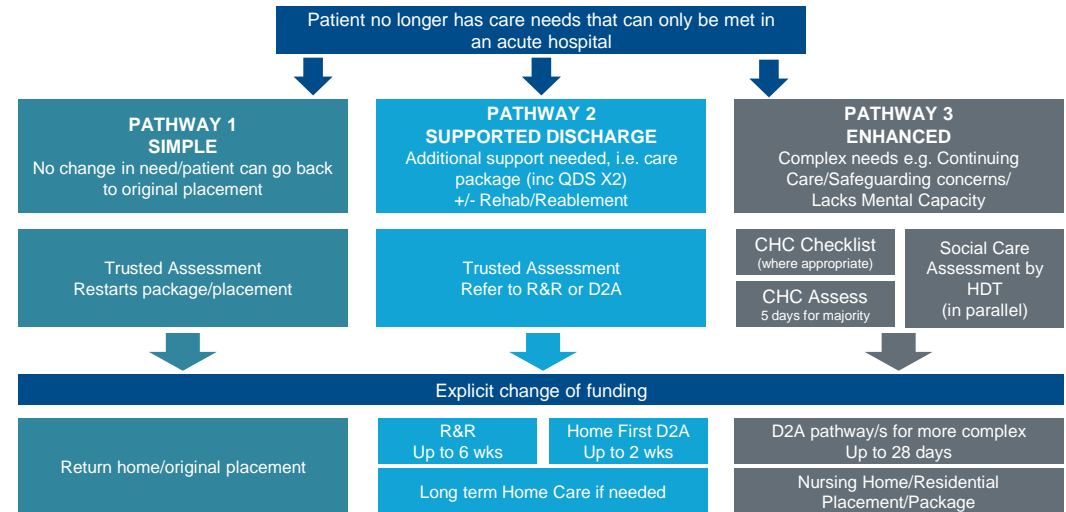 Patient no longer has care needs that can only be met in
an acute hospital
PATHWAY 1
SIMPLE
No change in need/patient can go back
to original placement
PATHWAY 2
SUPPORTED DISCHARGE
Additional support needed, i.e. care
package (inc QDS X2)
+/- Rehab/Reablement
PATHWAY 3
ENHANCED
Complex needs e.g. Continuing
Care/Safeguarding concerns/
Lacks Mental Capacity
Trusted Assessment
Restarts package/placement
Trusted Assessment
Refer to R&R or D2A
CHC Checklist
(where appropriate)
CHC Assess
5 days for majority
Social Care
Assessment by
HDT
(in parallel)
Explicit change of funding
Return home/original placement
R&R
Up to 6 wks
Home First D2A
Up to 2 wks
Long term Home Care if needed
D2A pathway/s for more complex
Up to 28 days
Nursing Home/Residential
Placement/Package